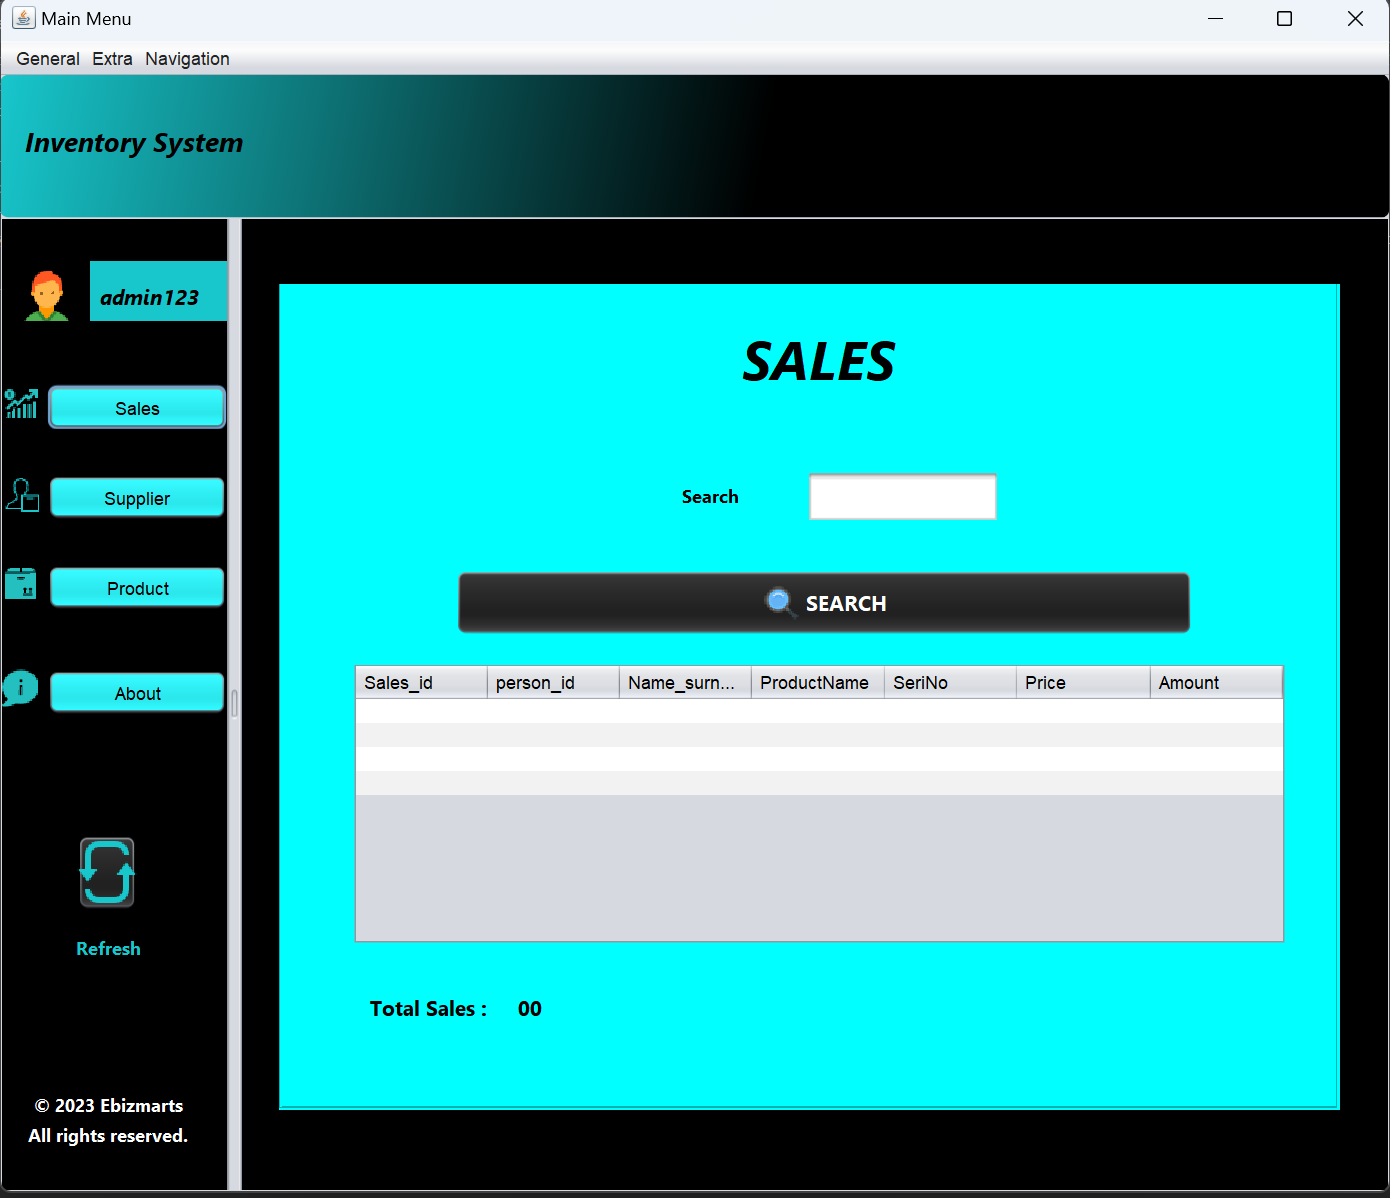 Main Menu
General Extra Navigation
Inventory System
admin123
Sales
Supplier
Product
About
Refresh
© 2023 Ebizmarts
All rights reserved.
SALES
Search
SEARCH
Sales_id person_id Name_surn... ProductName SeriNo Price Amount
Total Sales : 00